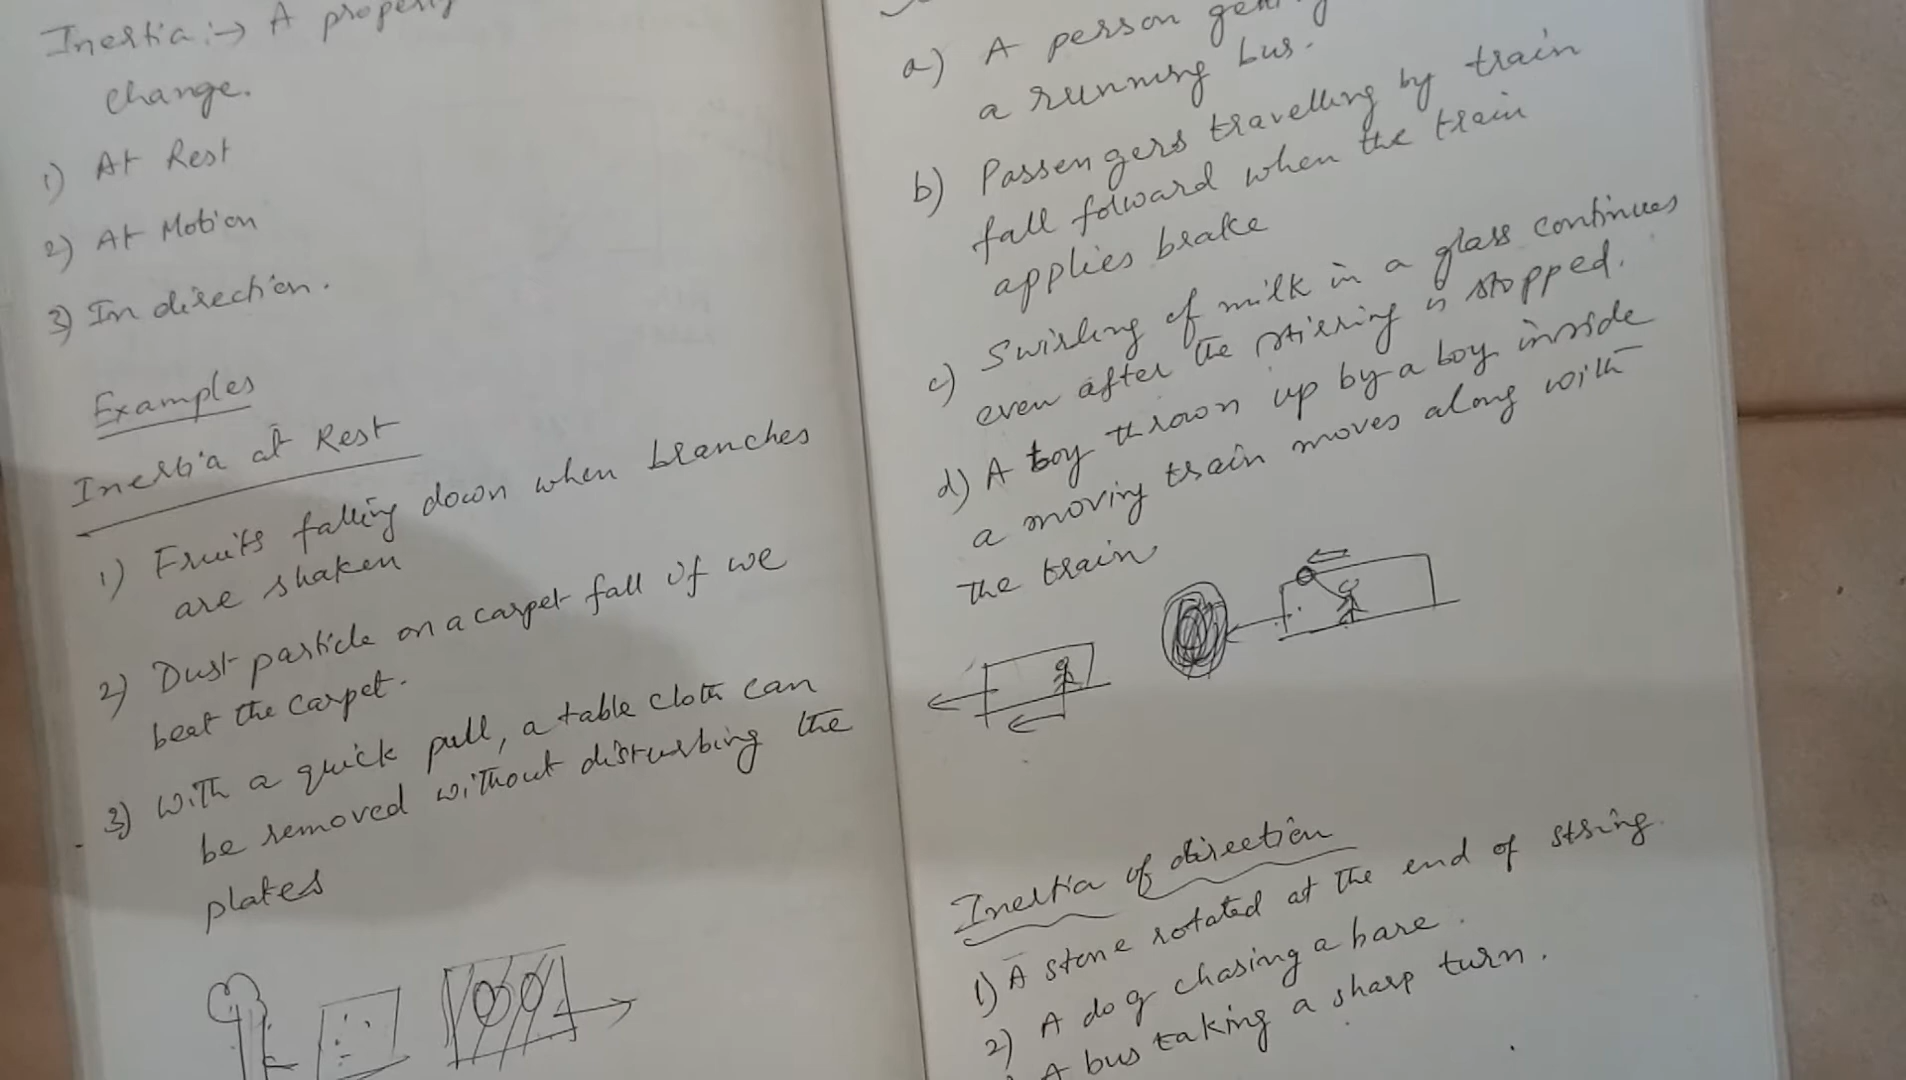 Inertia :→ A property
change.
1) At Rest
2) At Motion
3) In direction.
Examples
Inertia at Rest
1) Fruits falling down when branches
are shaken
2) Dust particle on a carpet fall if we
beat the carpet.
3) With a quick pull, a table cloth can
be removed without disturbing the
plates
a) A person
a running bus.
b) Passengers travelling by train
fall forward when the train
applies brake
c) Swirling of milk in a glass continues
even after the stirring is stopped.
d) A toy thrown up by a boy inside
a moving train moves along with
the train
Inertia of direction
1) A stone rotated at the end of string
2) A dog chasing a hare.
A bus taking a sharp turn.